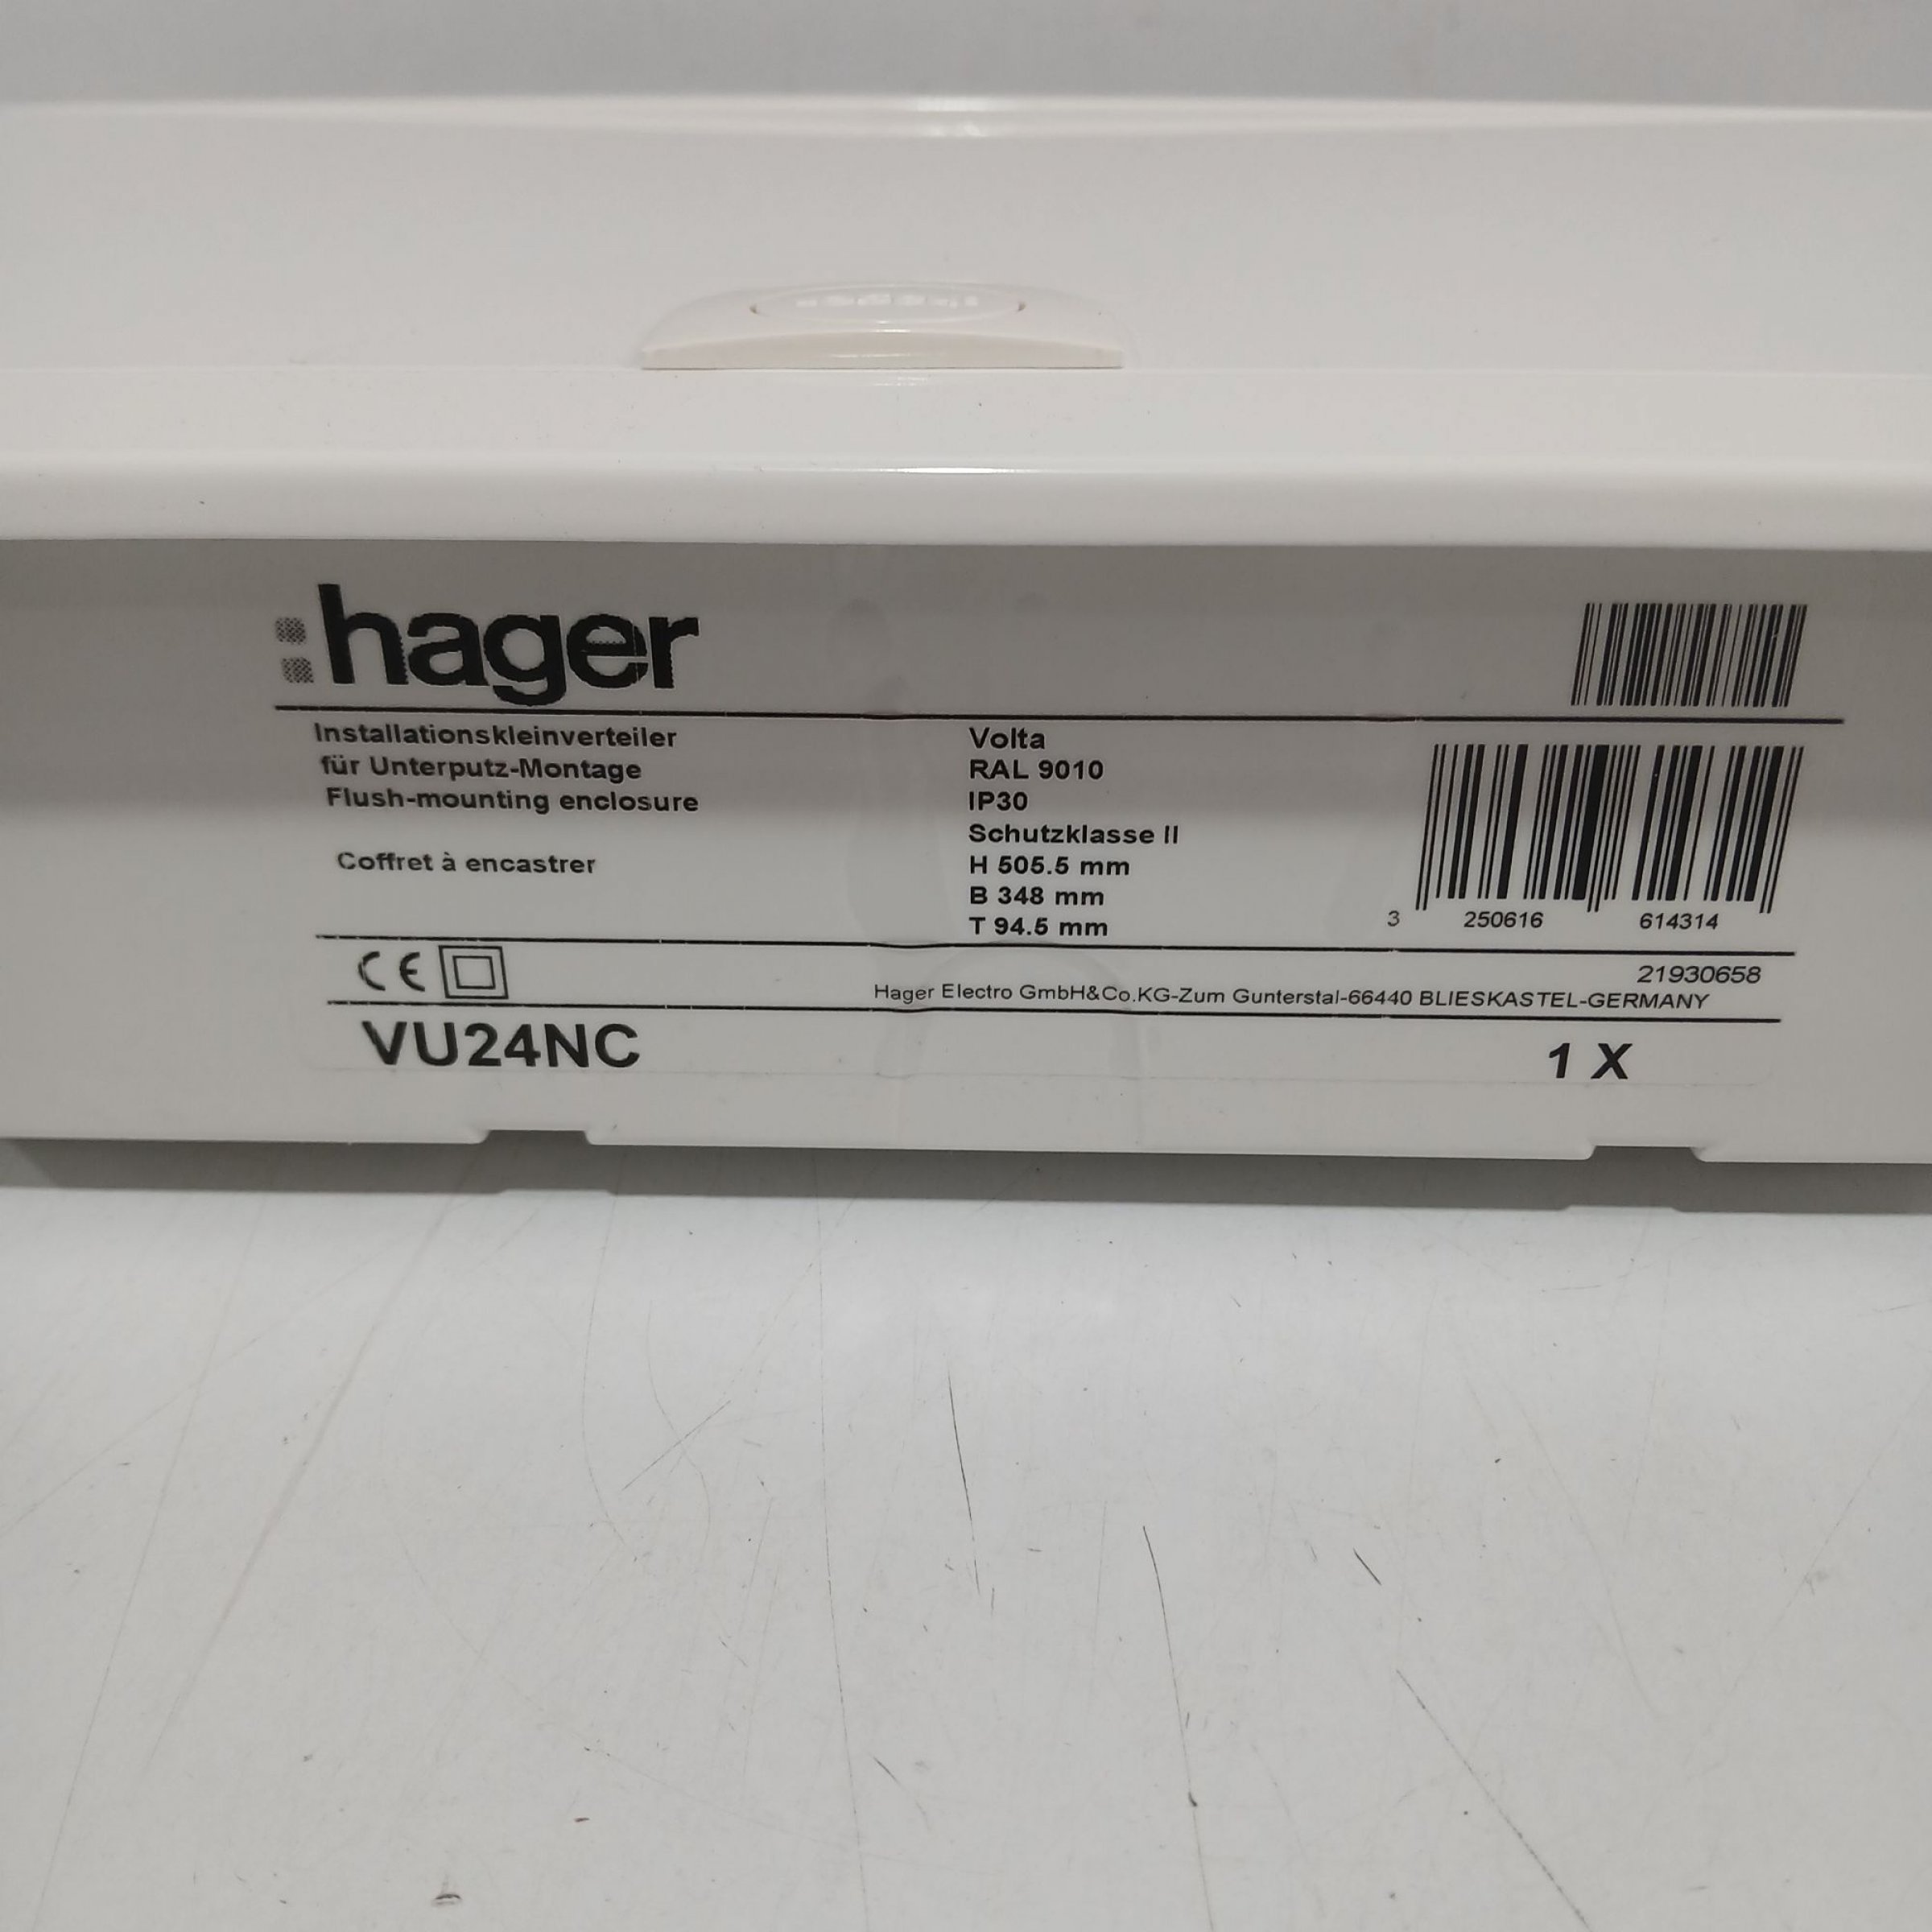 hager
Installationskleinverteiler
für Unterputz-Montage
Flush-mounting enclosure
Coffret à encastrer
Volta
RAL 9010
IP30
Schutzklasse II
H 505.5 mm
B 348 mm
T 94.5 mm
3 250616 614314
CE
21930658
Hager Electro GmbH&Co.KG-Zum Gunterstal-66440 BLIESKASTEL-GERMANY
VU24NC
1 X